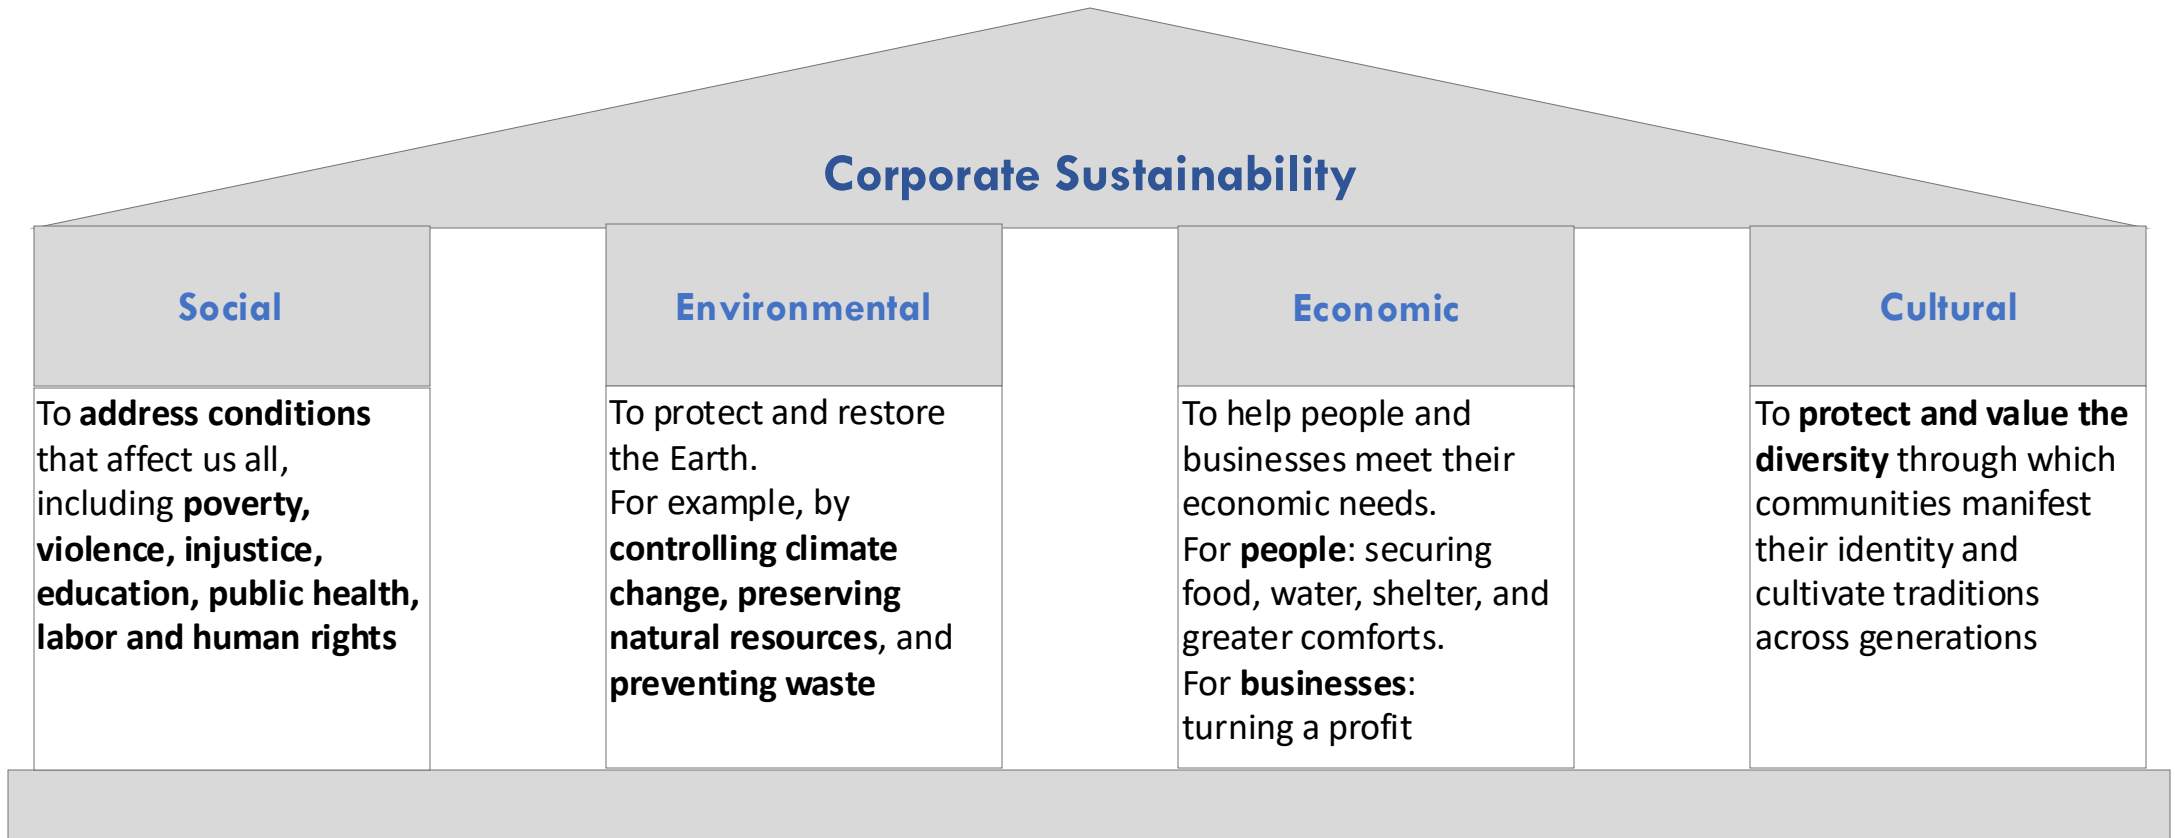 Corporate Sustainability
Social
To address conditions
that affect us all,
including poverty,
violence, injustice,
education, public health,
labor and human rights
Environmental
To protect and restore
the Earth.
For example, by
controlling climate
change, preserving
natural resources, and
preventing waste
Economic
To help people and
businesses meet their
economic needs.
For people: securing
food, water, shelter, and
greater comforts.
For businesses:
turning a profit
Cultural
To protect and value the
diversity through which
communities manifest
their identity and
cultivate traditions
across generations